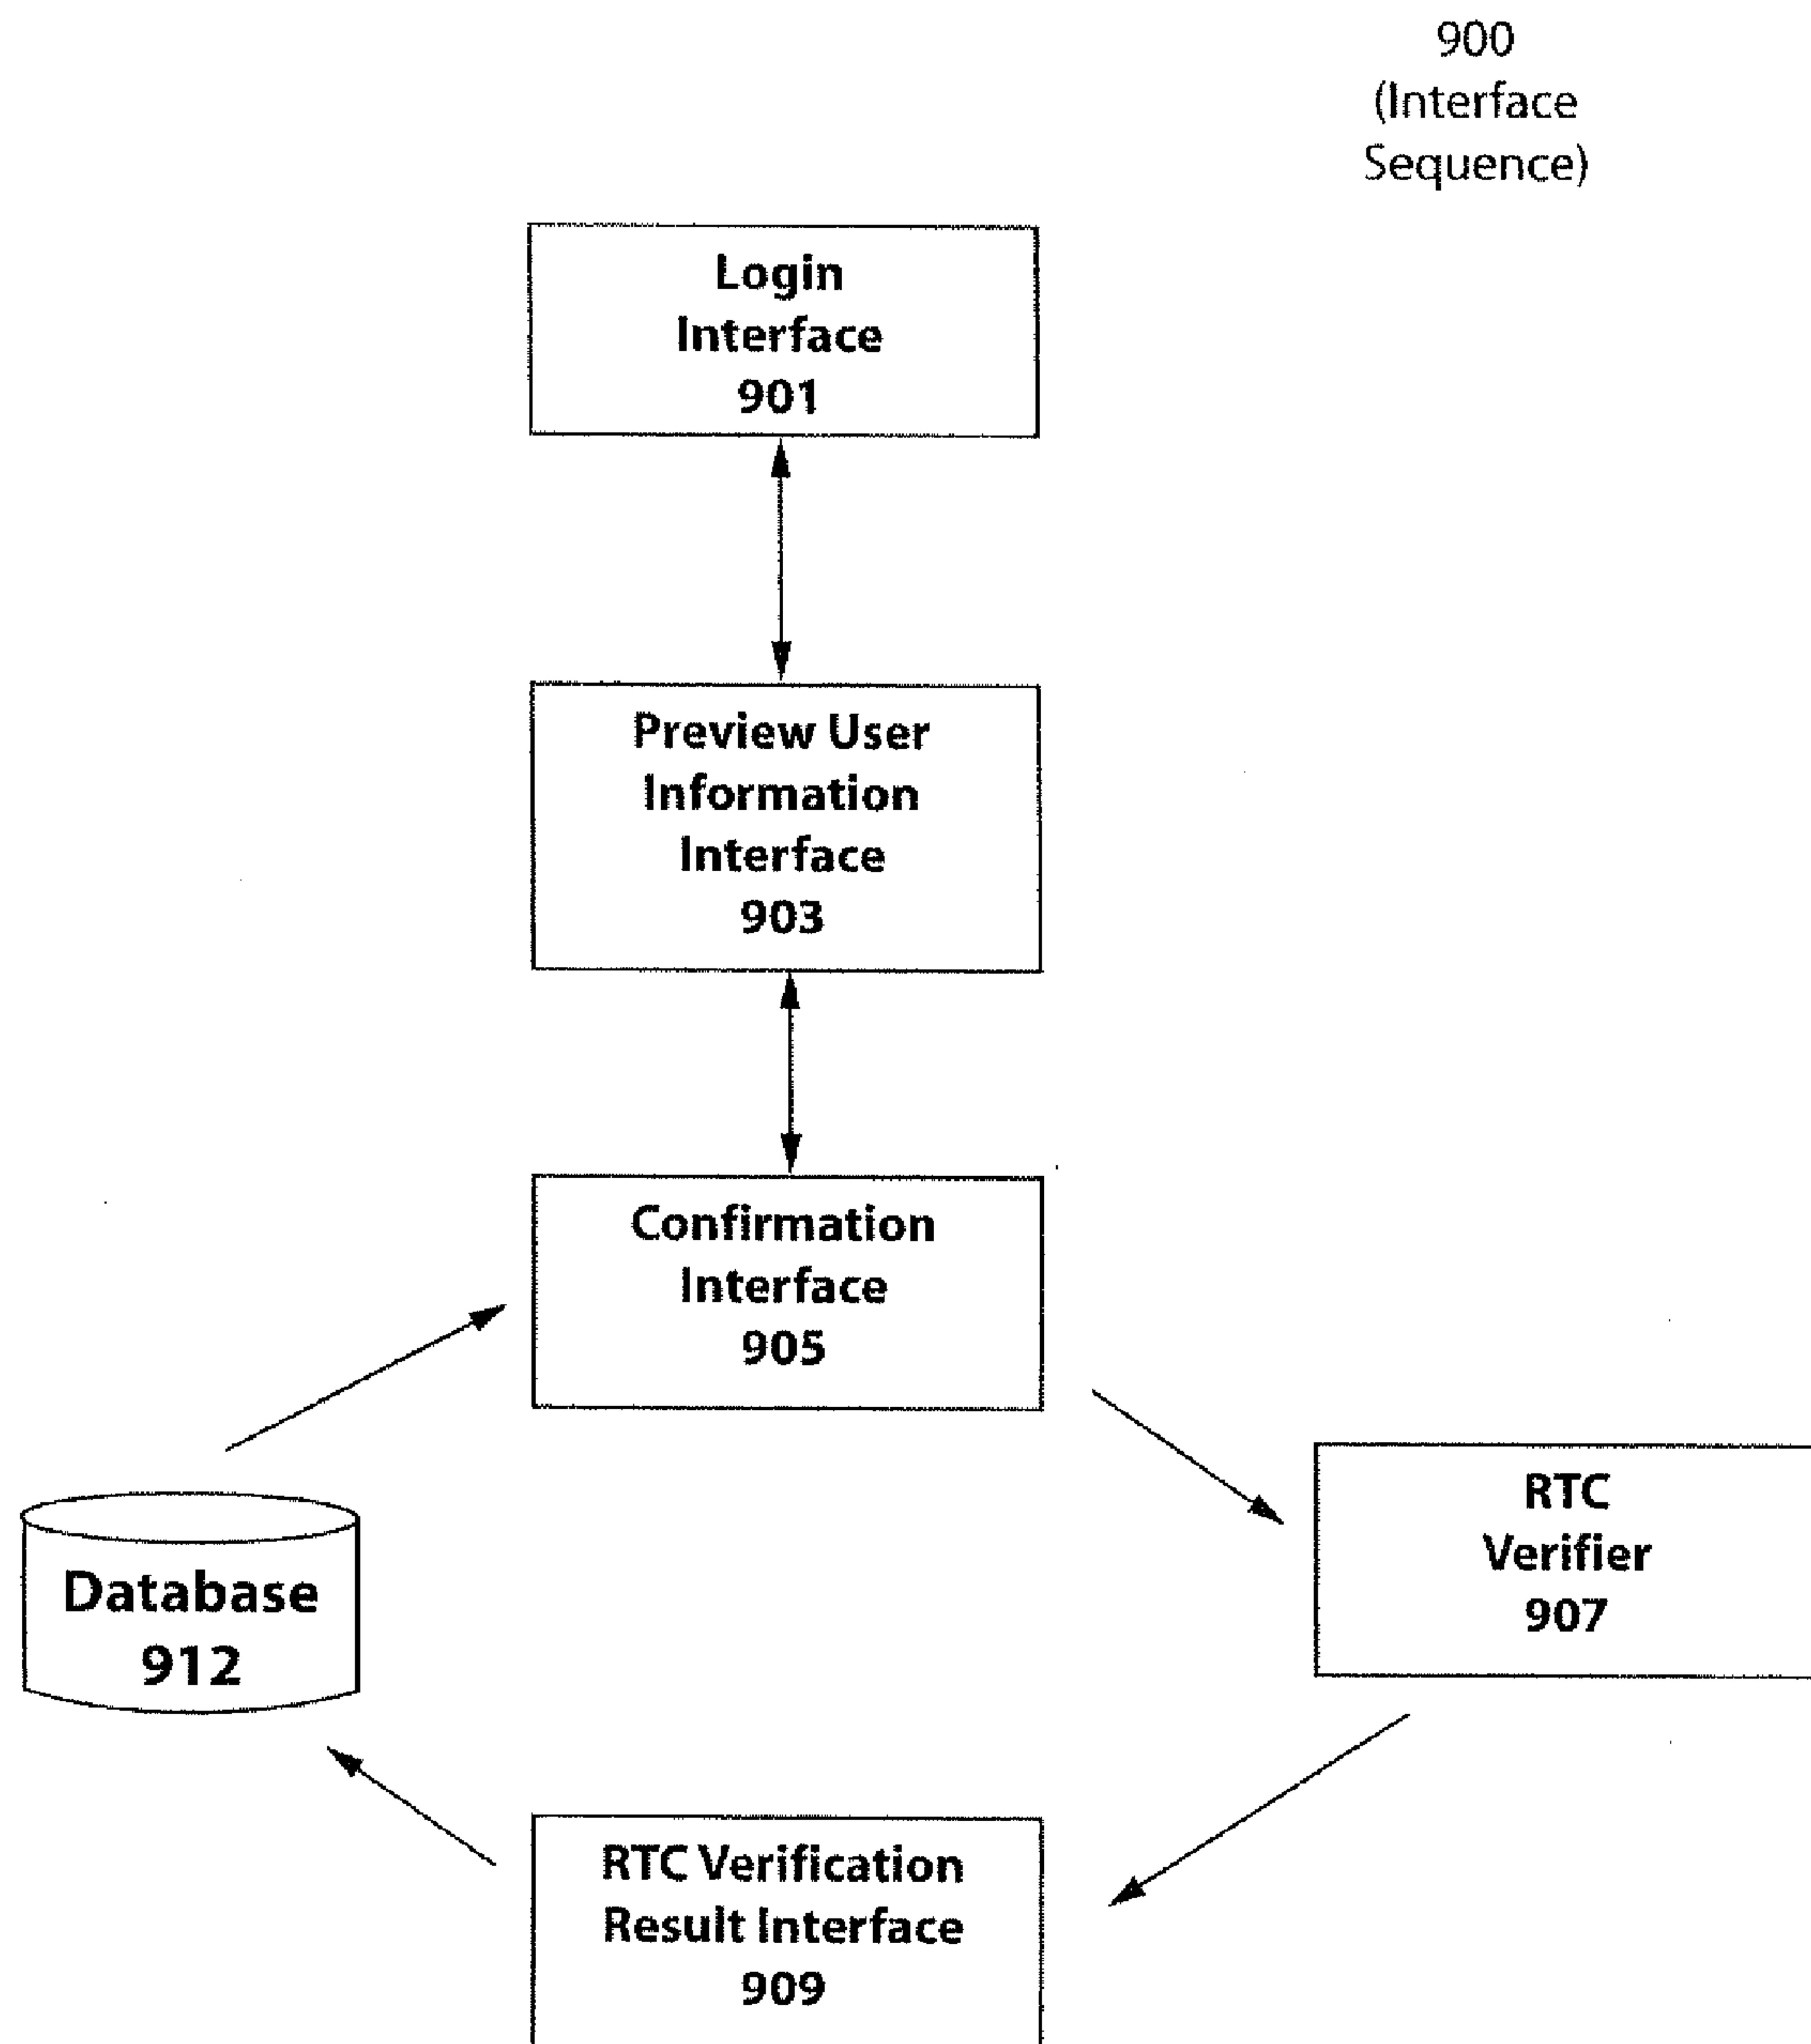 900
(Interface
Sequence)
Login
Interface
901
Preview User
Information
Interface
903
Confirmation
Interface
905
RTC
Verifier
907
Database
912
RTC Verification
Result Interface
909